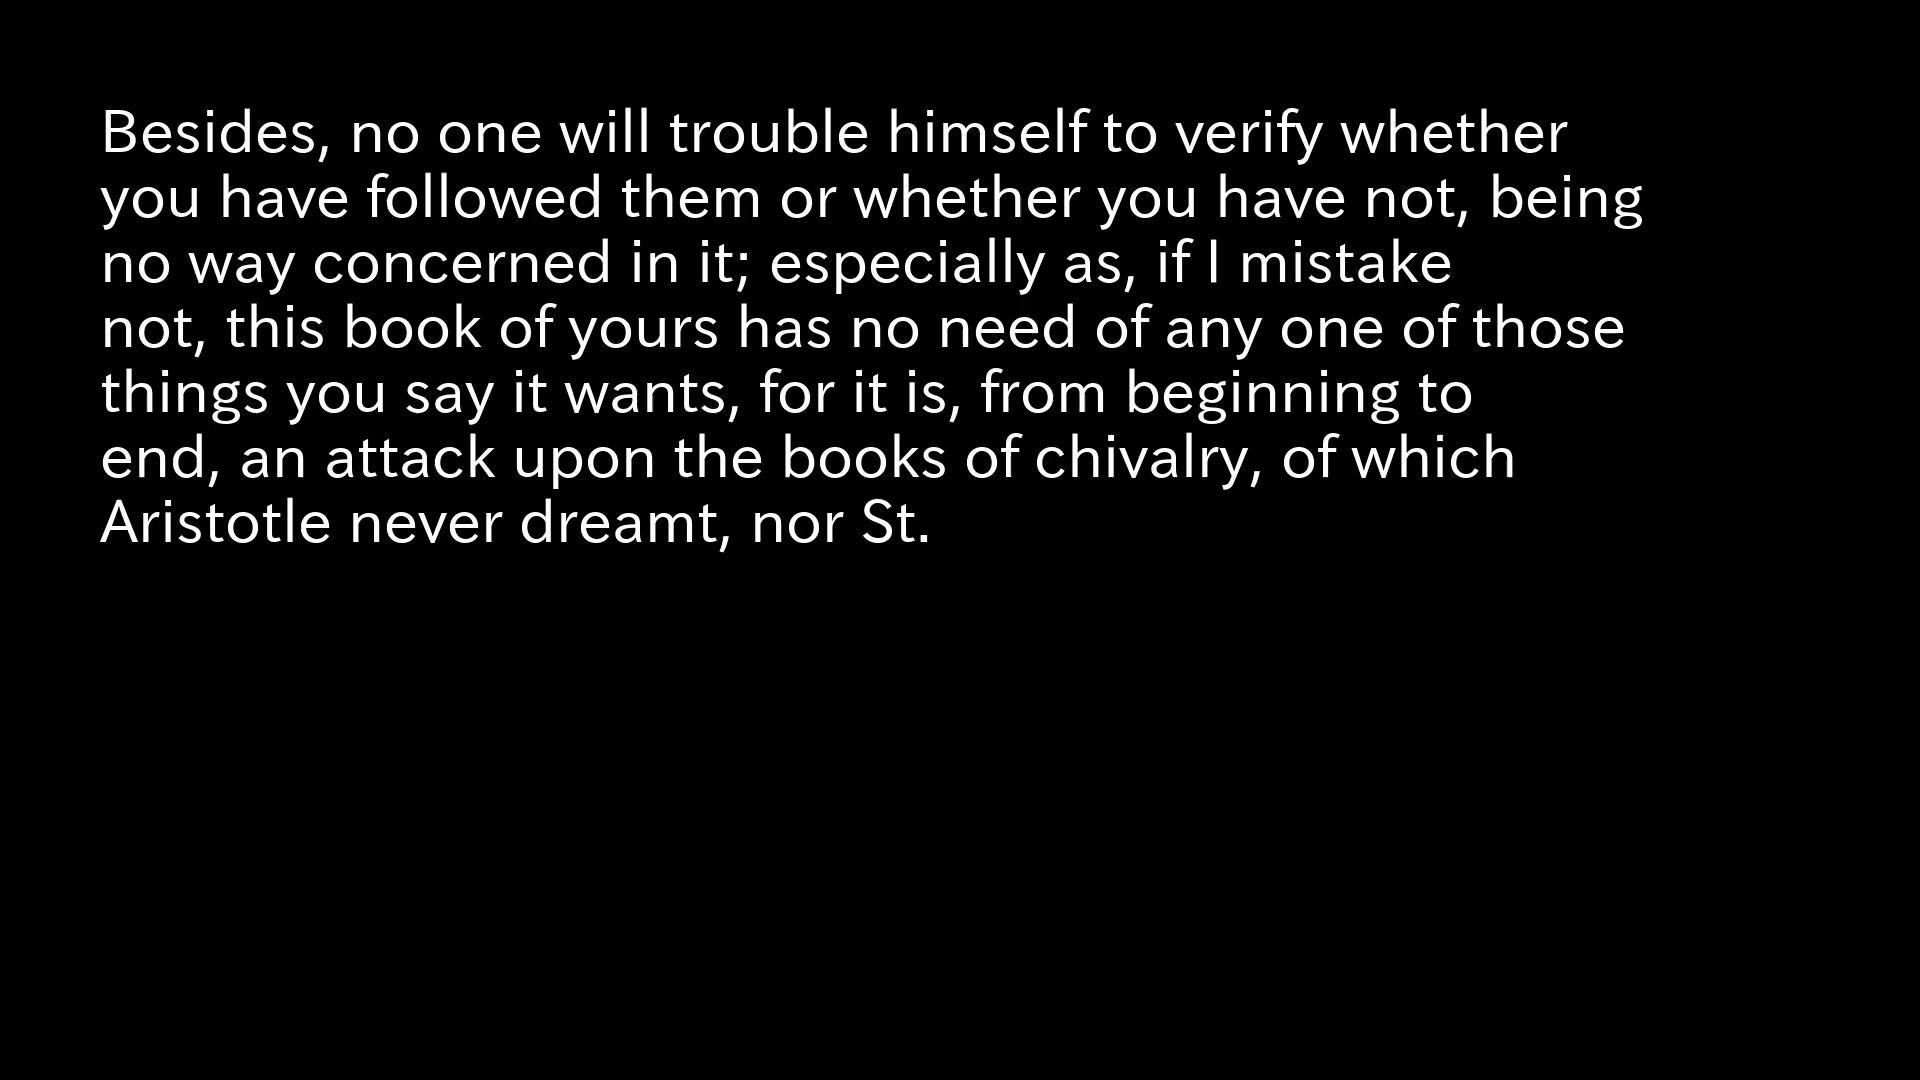 Besides, no one will trouble himself to verify whether
you have followed them or whether you have not, being
no way concerned in it; especially as, if I mistake
not, this book of yours has no need of any one of those
things you say it wants, for it is, from beginning to
end, an attack upon the books of chivalry, of which
Aristotle never dreamt, nor St.